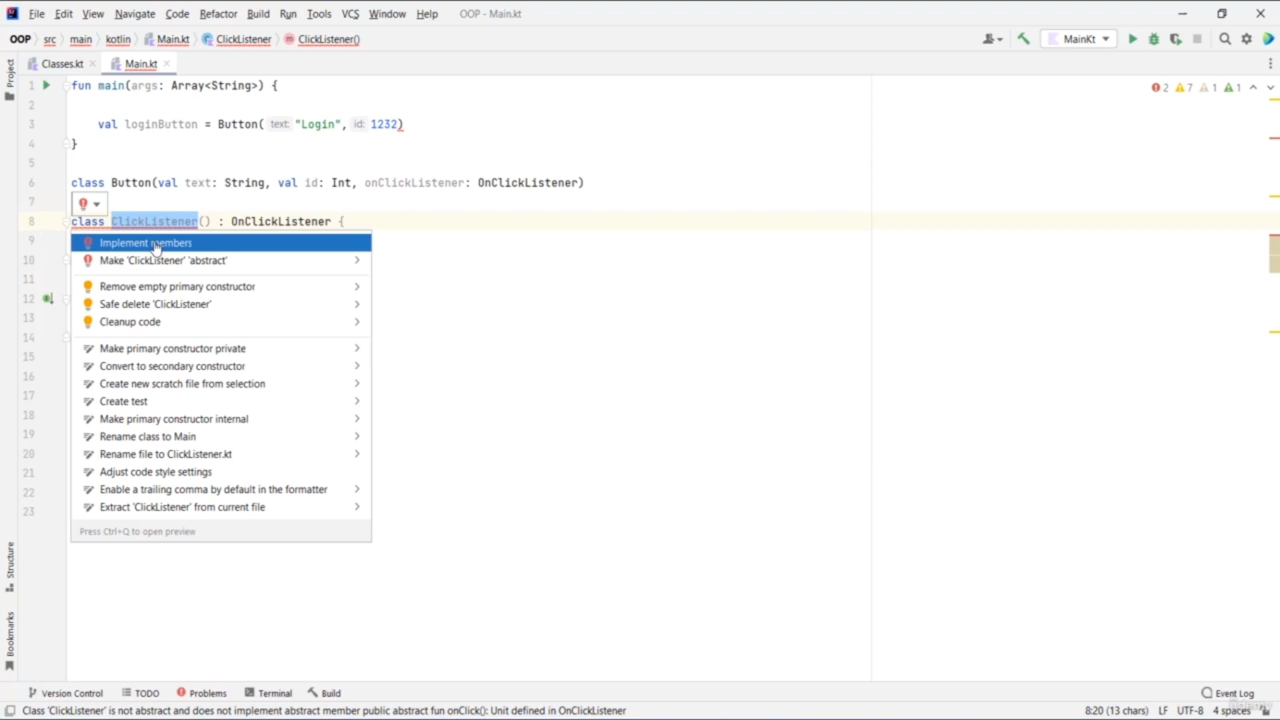 File Edit View Navigate Code Refactor Build Run Tools VCS Window Help OOP - Main.kt
OOP src main kotlin Main.kt ClickListener ClickListener() MainKt
Classes.kt Main.kt
Project
1 fun main(args: Array<String>) { 2 7 1 1
2
3 val loginButton = Button( text: "Login", id: 1232)
4 }
5
6 class Button(val text: String, val id: Int, onClickListener: OnClickListener)
7
8 class ClickListener() : OnClickListener {
9 Implement members
10 Make 'ClickListener' 'abstract'
11 Remove empty primary constructor
12 Safe delete 'ClickListener'
13 Cleanup code
14 Make primary constructor private
15 Convert to secondary constructor
16 Create new scratch file from selection
17 Create test
18 Make primary constructor internal
19 Rename class to Main
20 Rename file to ClickListener.kt
21 Adjust code style settings
22 Enable a trailing comma by default in the formatter
23 Extract 'ClickListener' from current file
Press Ctrl+Q to open preview
Structure
Bookmarks
Version Control TODO Problems Terminal Build Event Log
Class 'ClickListener' is not abstract and does not implement abstract member public abstract fun onClick(): Unit defined in OnClickListener 8:20 (13 chars) LF UTF-8 4 spaces